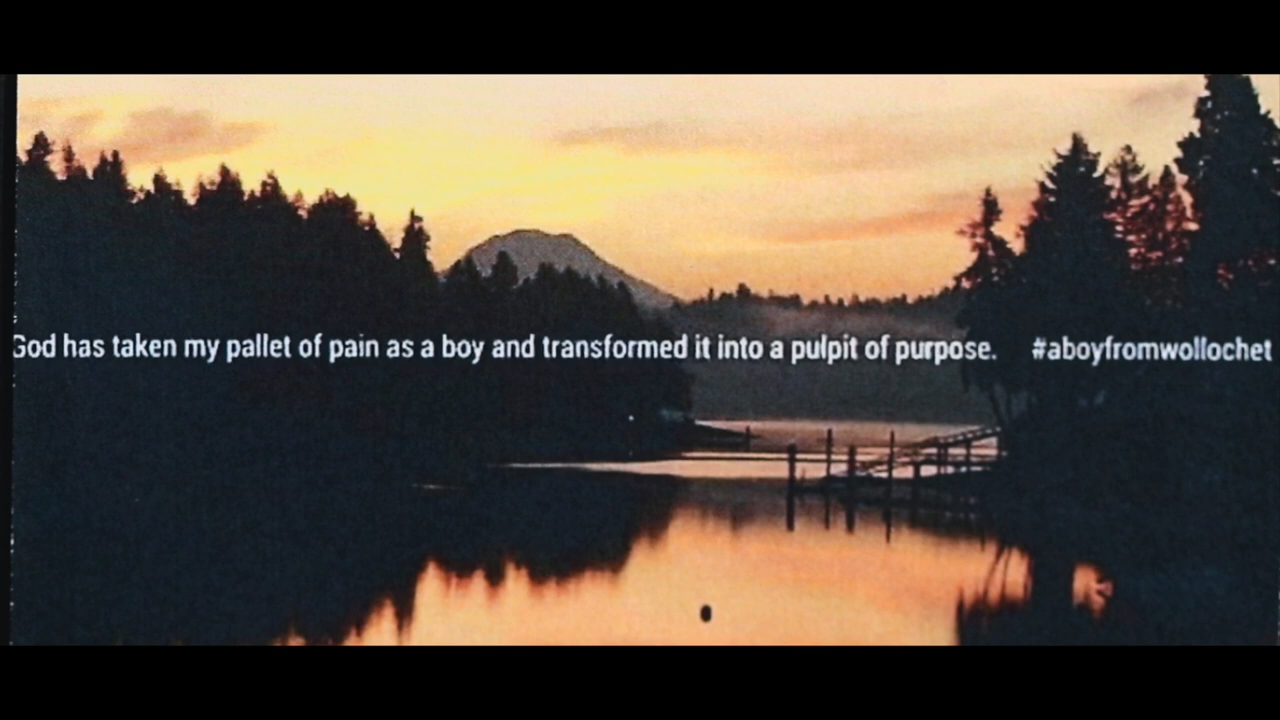 God has taken my pallet of pain as a boy and transformed it into a pulpit of purpose. #aboyfromwollochet